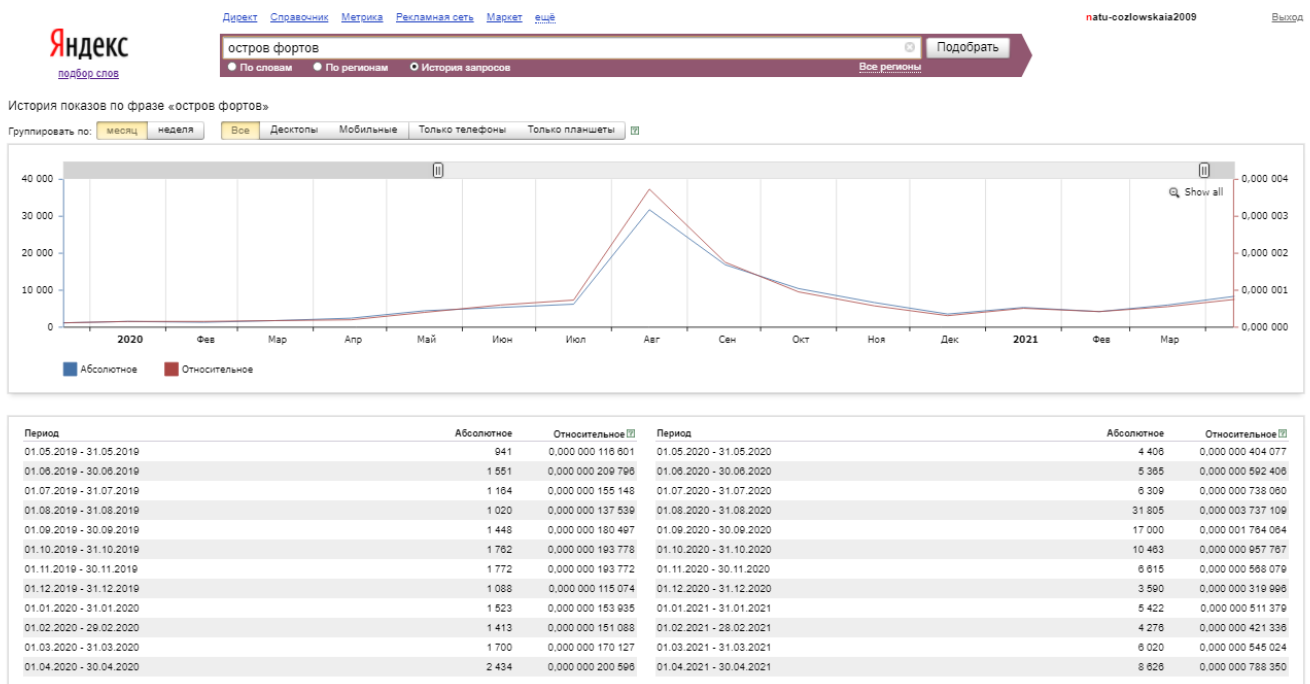 Директ Справочник Метрика Рекламная сеть Маркет ещё natu-cozlowskaia2009 Выход
Яндекс
подбор слов
остров фортов Подобрать
По словам По регионам История запросов Все регионы
История показов по фразе «остров фортов»
Группировать по: месяц неделя Все Десктопы Мобильные Только телефоны Только планшеты ?
40 000 0,000 004
Show all
30 000 0,000 003
20 000 0,000 002
10 000 0,000 001
0 0,000 000
2020 Фев Мар Апр Май Июн Июл Авг Сен Окт Ноя Дек 2021 Фев Мар
Абсолютное Относительное
Период Абсолютное Относительное ? Период Абсолютное Относительное ?
01.05.2019 - 31.05.2019 941 0,000 000 116 601 01.05.2020 - 31.05.2020 4 406 0,000 000 404 077
01.06.2019 - 30.06.2019 1 551 0,000 000 209 796 01.06.2020 - 30.06.2020 5 365 0,000 000 592 406
01.07.2019 - 31.07.2019 1 164 0,000 000 155 148 01.07.2020 - 31.07.2020 6 309 0,000 000 738 060
01.08.2019 - 31.08.2019 1 020 0,000 000 137 539 01.08.2020 - 31.08.2020 31 805 0,000 003 737 109
01.09.2019 - 30.09.2019 1 448 0,000 000 180 497 01.09.2020 - 30.09.2020 17 000 0,000 001 764 064
01.10.2019 - 31.10.2019 1 762 0,000 000 193 778 01.10.2020 - 31.10.2020 10 463 0,000 000 957 767
01.11.2019 - 30.11.2019 1 772 0,000 000 193 772 01.11.2020 - 30.11.2020 6 615 0,000 000 568 079
01.12.2019 - 31.12.2019 1 088 0,000 000 115 074 01.12.2020 - 31.12.2020 3 590 0,000 000 319 996
01.01.2020 - 31.01.2020 1 523 0,000 000 153 935 01.01.2021 - 31.01.2021 5 422 0,000 000 511 379
01.02.2020 - 29.02.2020 1 413 0,000 000 151 088 01.02.2021 - 28.02.2021 4 276 0,000 000 421 336
01.03.2020 - 31.03.2020 1 700 0,000 000 170 127 01.03.2021 - 31.03.2021 6 020 0,000 000 545 024
01.04.2020 - 30.04.2020 2 434 0,000 000 200 596 01.04.2021 - 30.04.2021 8 626 0,000 000 788 350